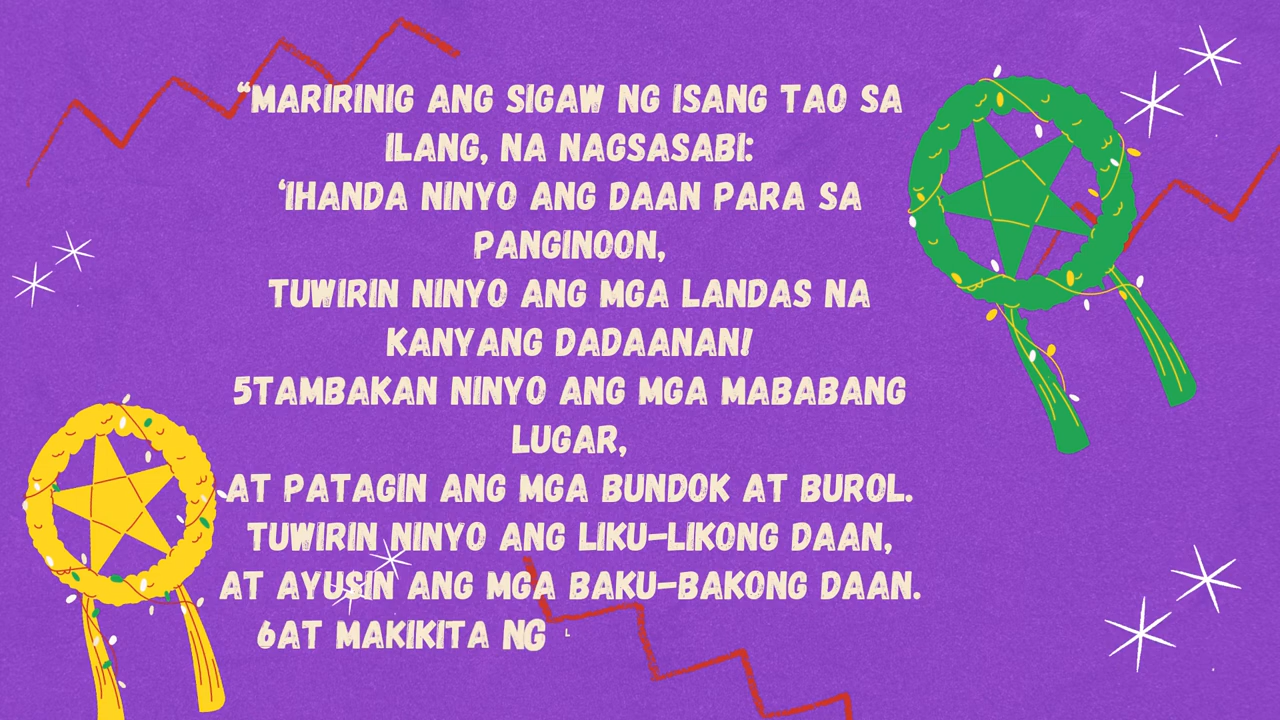 “MARIRINIG ANG SIGAW NG ISANG TAO SA
ILANG, NA NAGSASABI:
‘IHANDA NINYO ANG DAAN PARA SA
PANGINOON,
TUWIRIN NINYO ANG MGA LANDAS NA
KANYANG DADAANAN!
5TAMBAKAN NINYO ANG MGA MABABANG
LUGAR,
AT PATAGIN ANG MGA BUNDOK AT BUROL.
TUWIRIN NINYO ANG LIKU-LIKONG DAAN,
AT AYUSIN ANG MGA BAKU-BAKONG DAAN.
6AT MAKIKITA NG L